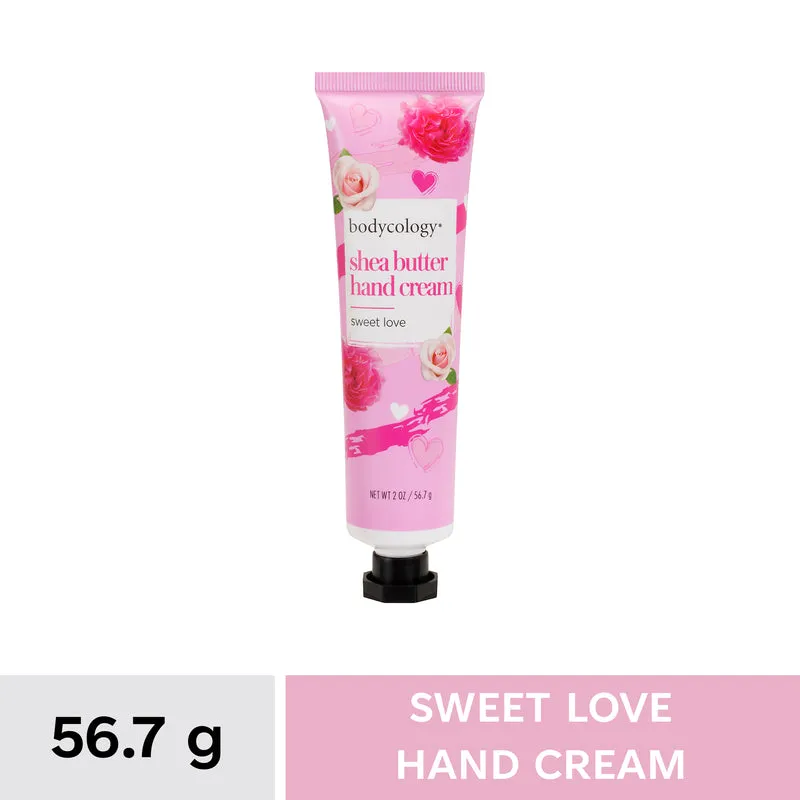 bodycology®
shea butter
hand cream
sweet love
NET WT 2 OZ / 56.7 g
56.7 g
SWEET LOVE
HAND CREAM